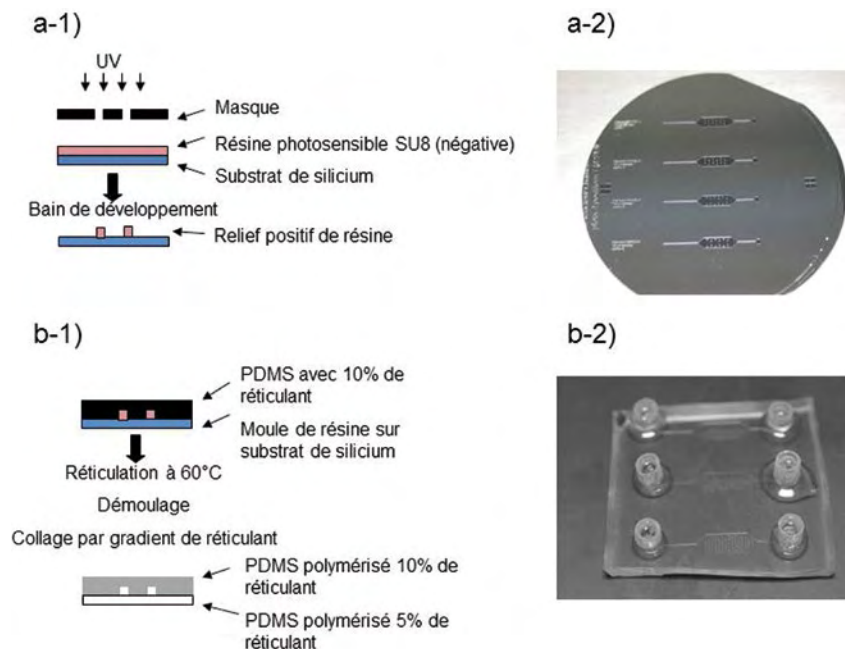 a-1)
a-2)
UV
Masque
Résine photosensible SU8 (négative)
Substrat de silicium
Bain de développement
Relief positif de résine
b-1)
b-2)
PDMS avec 10% de
réticulant
Moule de résine sur
substrat de silicium
Réticulation à 60°C
Démoulage
Collage par gradient de réticulant
PDMS polymérisé 10% de
réticulant
PDMS polymérisé 5% de
réticulant